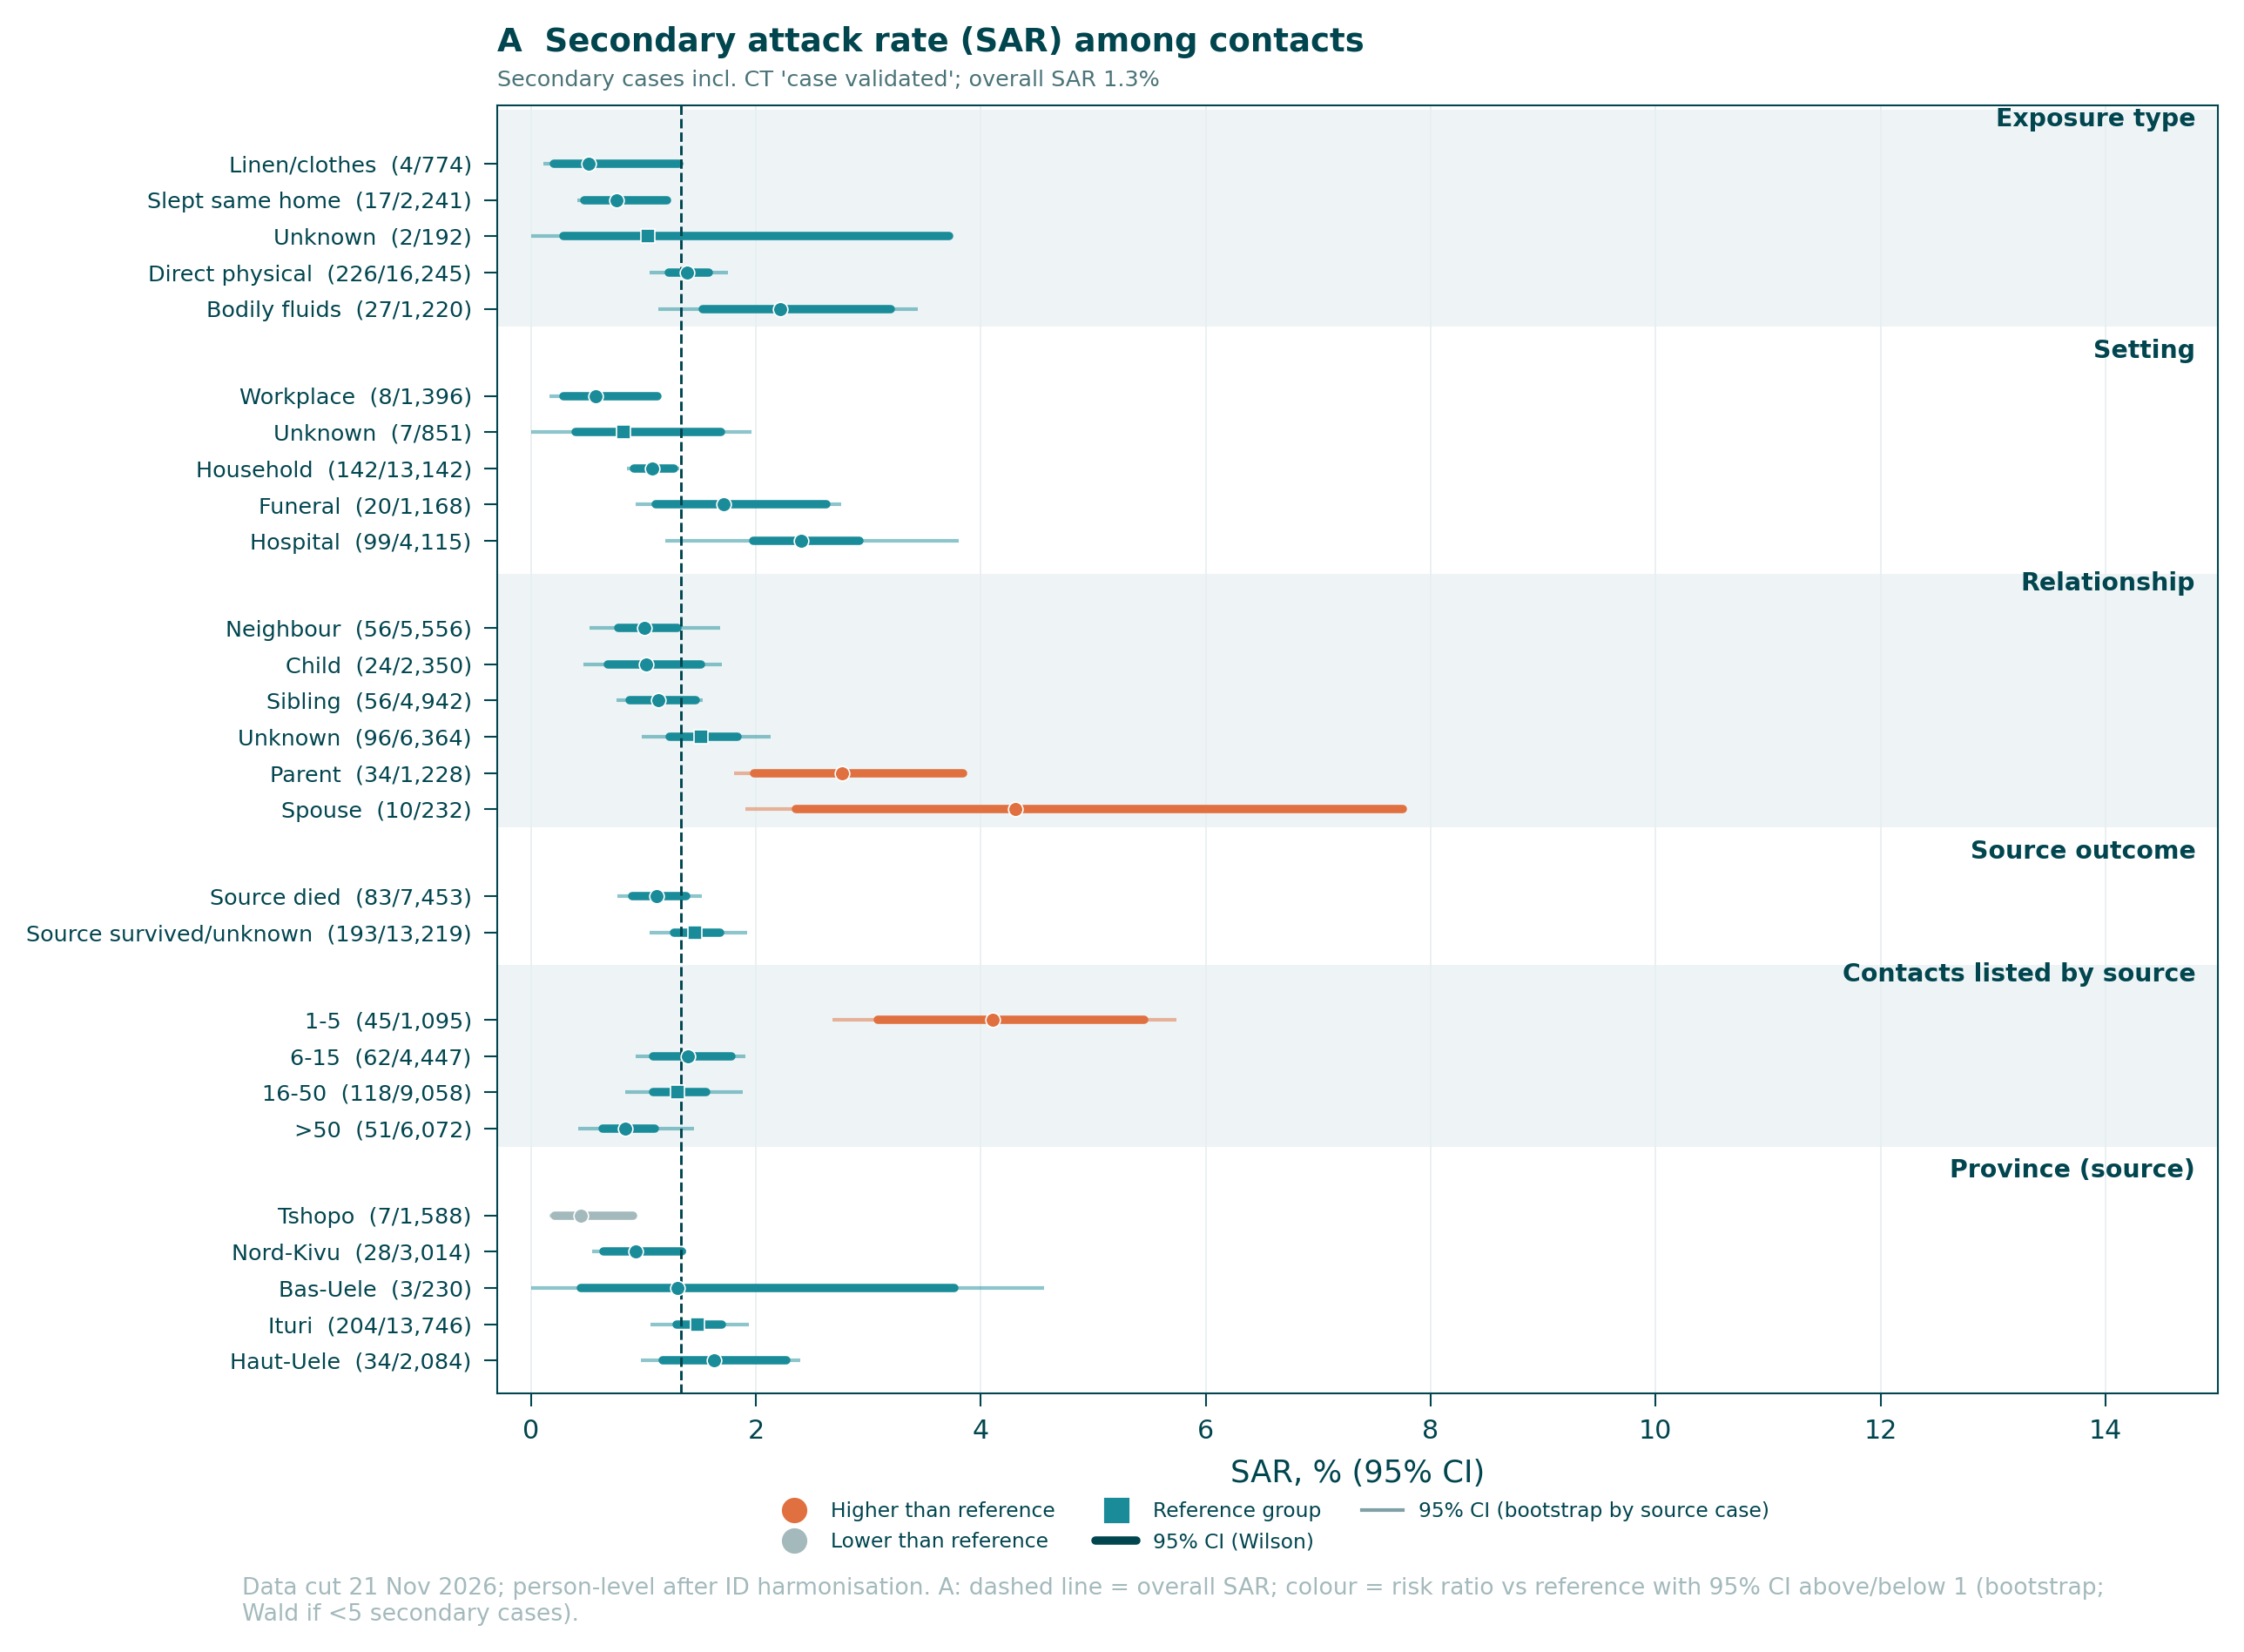 A  Secondary attack rate (SAR) among contacts
Secondary cases incl. CT 'case validated'; overall SAR 1.3%
Exposure type
Linen/clothes  (4/774)
Slept same home  (17/2,241)
Unknown  (2/192)
Direct physical  (226/16,245)
Bodily fluids  (27/1,220)
Setting
Workplace  (8/1,396)
Unknown  (7/851)
Household  (142/13,142)
Funeral  (20/1,168)
Hospital  (99/4,115)
Relationship
Neighbour  (56/5,556)
Child  (24/2,350)
Sibling  (56/4,942)
Unknown  (96/6,364)
Parent  (34/1,228)
Spouse  (10/232)
Source outcome
Source died  (83/7,453)
Source survived/unknown  (193/13,219)
Contacts listed by source
1-5  (45/1,095)
6-15  (62/4,447)
16-50  (118/9,058)
>50  (51/6,072)
Province (source)
Tshopo  (7/1,588)
Nord-Kivu  (28/3,014)
Bas-Uele  (3/230)
Ituri  (204/13,746)
Haut-Uele  (34/2,084)
0 2 4 6 8 10 12 14
SAR, % (95% CI)
Higher than reference
Lower than reference
Reference group
95% CI (Wilson)
95% CI (bootstrap by source case)
Data cut 21 Nov 2026; person-level after ID harmonisation. A: dashed line = overall SAR; colour = risk ratio vs reference with 95% CI above/below 1 (bootstrap;
Wald if <5 secondary cases).